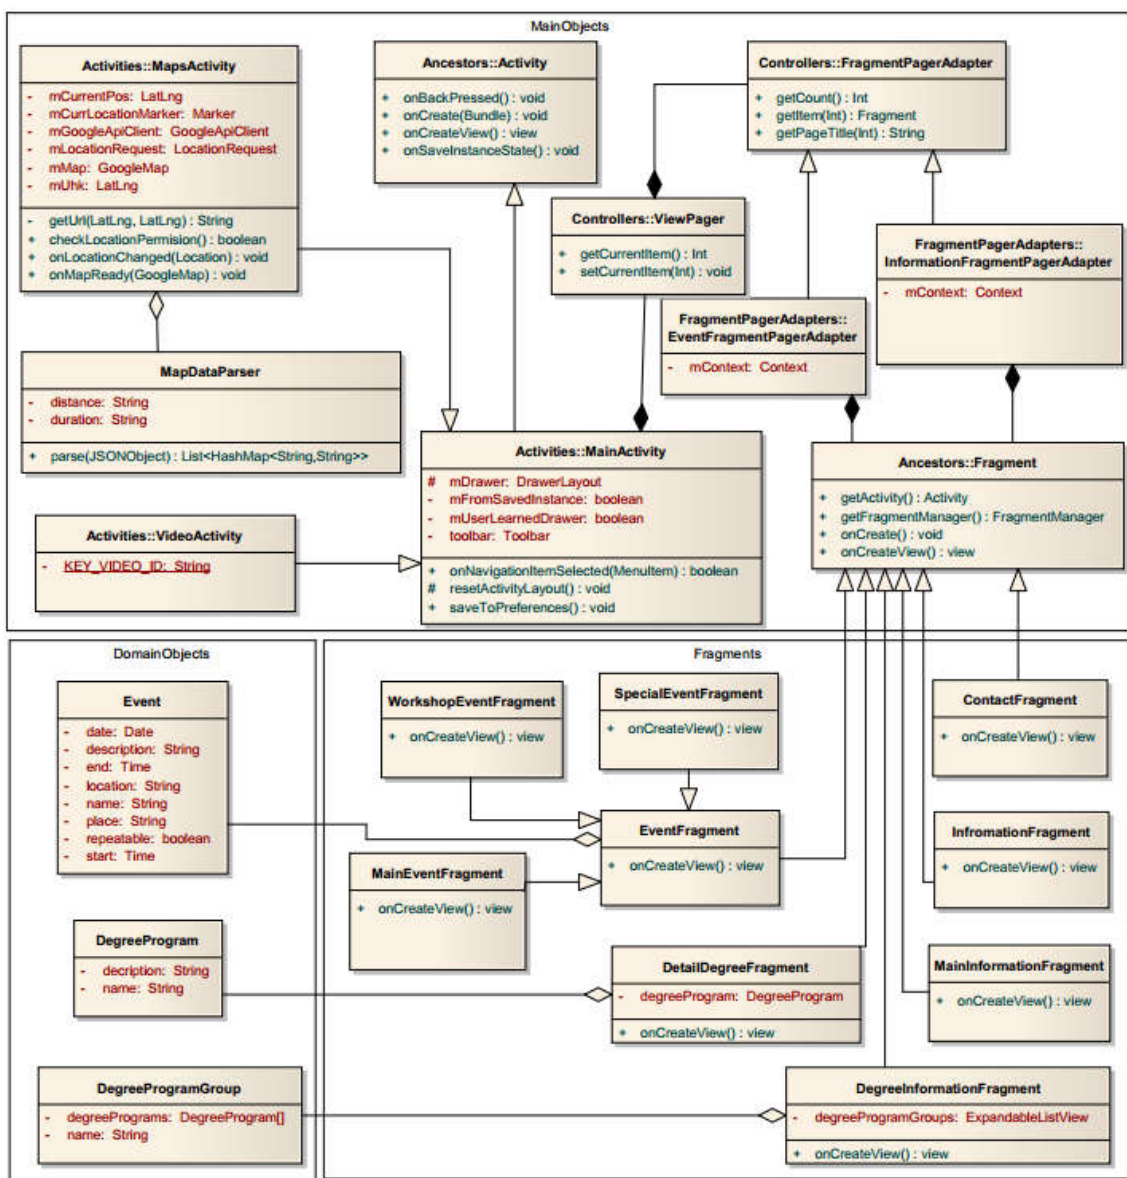 MainObjects
Activities::MapsActivity
- mCurrentPos: LatLng
- mCurrLocationMarker: Marker
- mGoogleApiClient: GoogleApiClient
- mLocationRequest: LocationRequest
- mMap: GoogleMap
- mUhk: LatLng
- getUrl(LatLng, LatLng) : String
+ checkLocationPermision() : boolean
+ onLocationChanged(Location) : void
+ onMapReady(GoogleMap) : void
Ancestors::Activity
+ onBackPressed() : void
+ onCreate(Bundle) : void
+ onCreateView() : view
+ onSaveInstanceState() : void
Controllers::FragmentPagerAdapter
+ getCount() : Int
+ getItem(Int) : Fragment
+ getPageTitle(Int) : String
Controllers::ViewPager
+ getCurrentItem() : Int
+ setCurrentItem(Int) : void
FragmentPagerAdapters::
InformationFragmentPagerAdapter
- mContext: Context
FragmentPagerAdapters::
EventFragmentPagerAdapter
- mContext: Context
MapDataParser
- distance: String
- duration: String
+ parse(JSONObject) : List<HashMap<String,String>>
Activities::MainActivity
# mDrawer: DrawerLayout
- mFromSavedInstance: boolean
- mUserLearnedDrawer: boolean
- toolbar: Toolbar
+ onNavigationItemSelected(MenuItem) : boolean
# resetActivityLayout() : void
+ saveToPreferences() : void
Ancestors::Fragment
+ getActivity() : Activity
+ getFragmentManager() : FragmentManager
+ onCreate() : void
+ onCreateView() : view
Activities::VideoActivity
- KEY_VIDEO_ID: String
DomainObjects
Event
- date: Date
- description: String
- end: Time
- location: String
- name: String
- place: String
- repeatable: boolean
- start: Time
DegreeProgram
- decription: String
- name: String
DegreeProgramGroup
- degreePrograms: DegreeProgram[]
- name: String
Fragments
WorkshopEventFragment
+ onCreateView() : view
SpecialEventFragment
+ onCreateView() : view
ContactFragment
+ onCreateView() : view
EventFragment
+ onCreateView() : view
InfromationFragment
+ onCreateView() : view
MainEventFragment
+ onCreateView() : view
DetailDegreeFragment
- degreeProgram: DegreeProgram
+ onCreateView() : view
MainInformationFragment
+ onCreateView() : view
DegreeInformationFragment
- degreeProgramGroups: ExpandableListView
+ onCreateView() : view